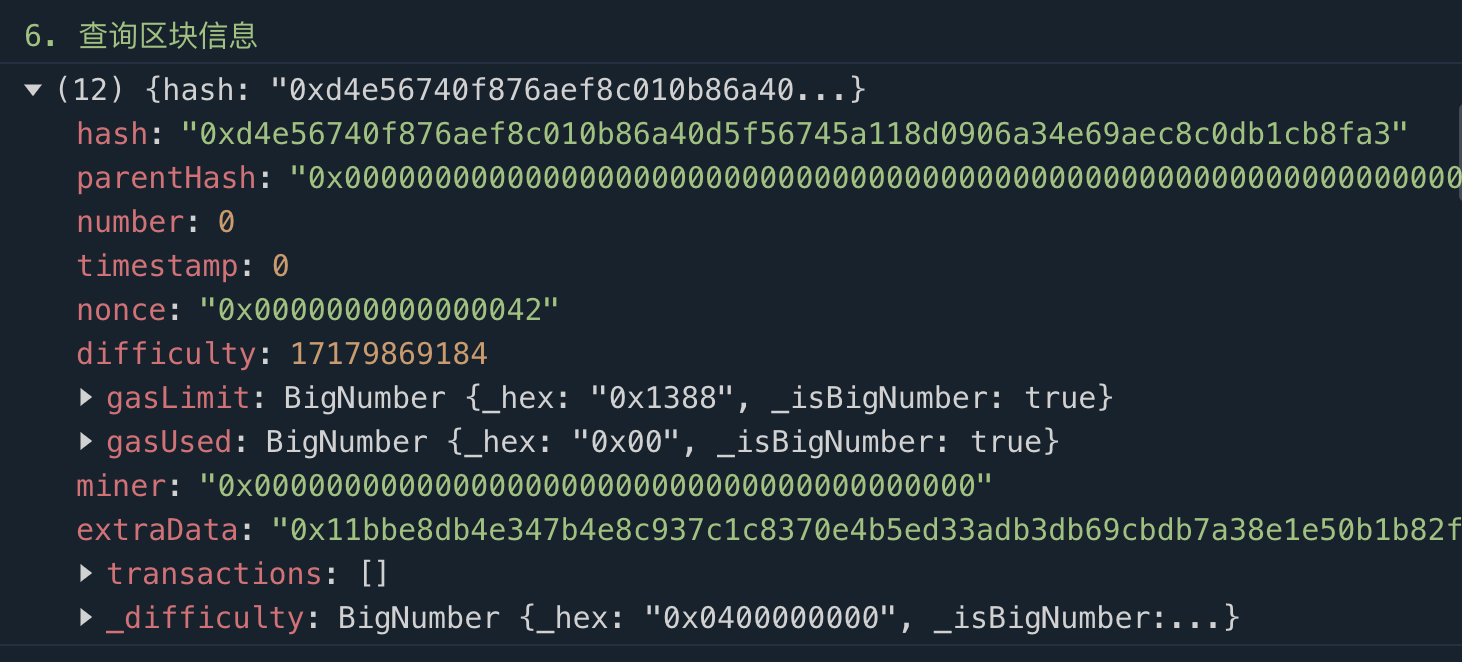 6. 查询区块信息
(12) {hash: "0xd4e56740f876aef8c010b86a40...}
hash: "0xd4e56740f876aef8c010b86a40d5f56745a118d0906a34e69aec8c0db1cb8fa3"
parentHash: "0x00000000000000000000000000000000000000000000000000000000000000
number: 0
timestamp: 0
nonce: "0x0000000000000042"
difficulty: 17179869184
gasLimit: BigNumber {_hex: "0x1388", _isBigNumber: true}
gasUsed: BigNumber {_hex: "0x00", _isBigNumber: true}
miner: "0x0000000000000000000000000000000000000000"
extraData: "0x11bbe8db4e347b4e8c937c1c8370e4b5ed33adb3db69cbdb7a38e1e50b1b82f
transactions: []
_difficulty: BigNumber {_hex: "0x0400000000", _isBigNumber:...}